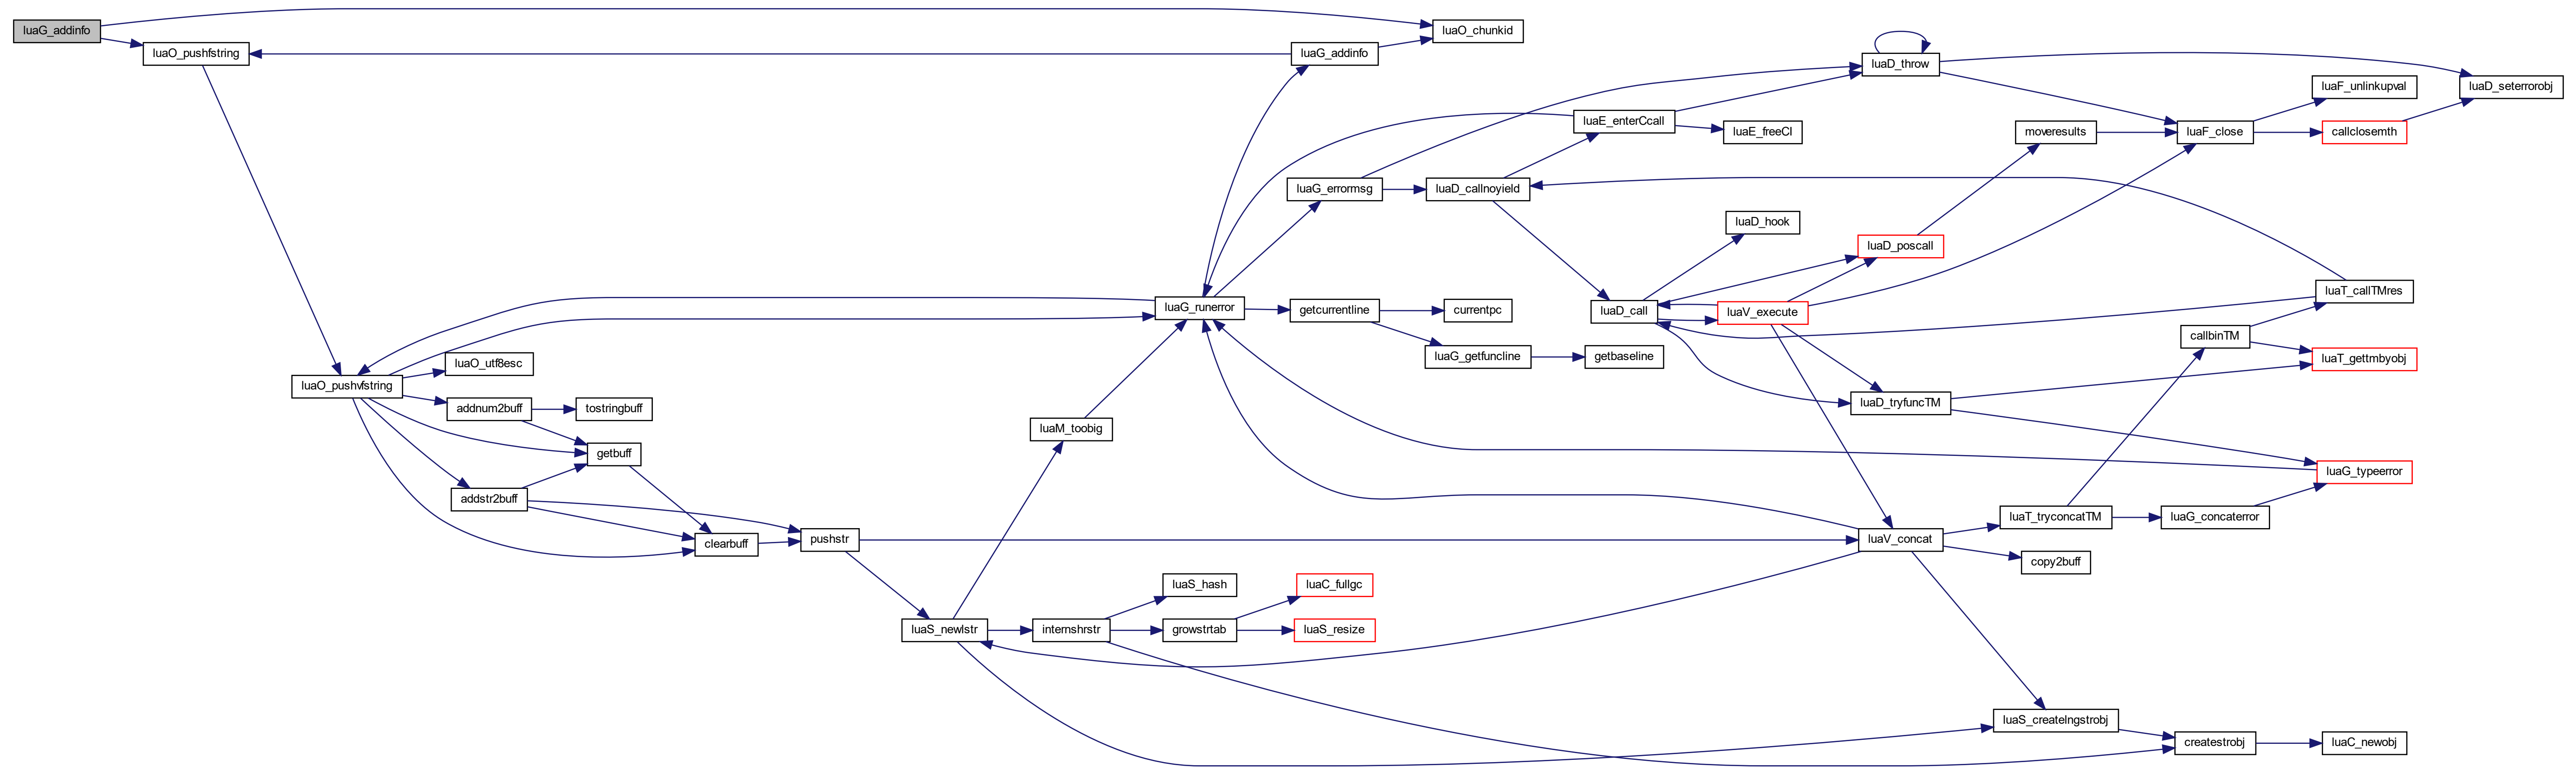 luaG_addinfo
luaO_pushfstring
luaO_chunkid
luaG_addinfo
luaD_throw
luaF_unlinkupval
luaD_seterrorobj
luaE_enterCcall
luaE_freeCI
moveresults
luaF_close
callclosemth
luaG_errormsg
luaD_callnoyield
luaD_hook
luaD_poscall
luaG_runerror
getcurrentline
currentpc
luaD_call
luaV_execute
luaT_callTMres
luaO_utf8esc
luaG_getfuncline
getbaseline
callbinTM
luaT_gettmbyobj
luaO_pushvfstring
addnum2buff
tostringbuff
luaM_toobig
luaD_tryfuncTM
getbuff
luaG_typeerror
addstr2buff
clearbuff
pushstr
luaV_concat
luaT_tryconcatTM
luaG_concaterror
copy2buff
luaS_hash
luaC_fullgc
luaS_newlstr
internshrstr
growstrtab
luaS_resize
luaS_createlngstrobj
createstrobj
luaC_newobj